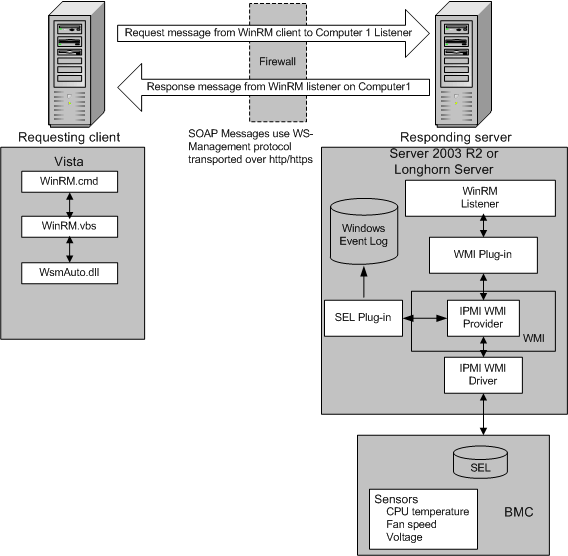 Request message from WinRM client to Computer 1 Listener
Firewall
Response message from WinRM listener on Computer1
Requesting client
SOAP Messages use WS-
Management protocol
transported over http/https
Responding server
Vista
WinRM.cmd
WinRM.vbs
WsmAuto.dll
Server 2003 R2 or
Longhorn Server
WinRM
Listener
Windows
Event Log
WMI Plug-in
SEL Plug-in
IPMI WMI
Provider
WMI
IPMI WMI
Driver
SEL
Sensors
CPU temperature
Fan speed
Voltage
BMC